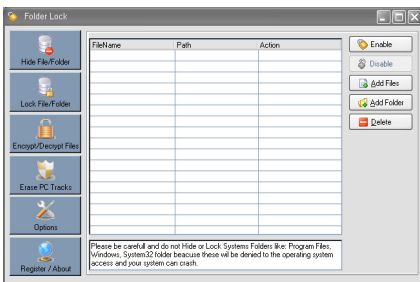 Folder Lock
Hide File/Folder
Lock File/Folder
Encrypt/Decrypt Files
Erase PC Tracks
Options
Register / About
FileName Path Action
Enable
Disable
Add Files
Add Folder
Delete
Please be carefull and do not Hide or Lock Systems Folders like: Program Files,
Windows, System32 folder beacuse these wil be denied to the operating system
access and your system can crash.